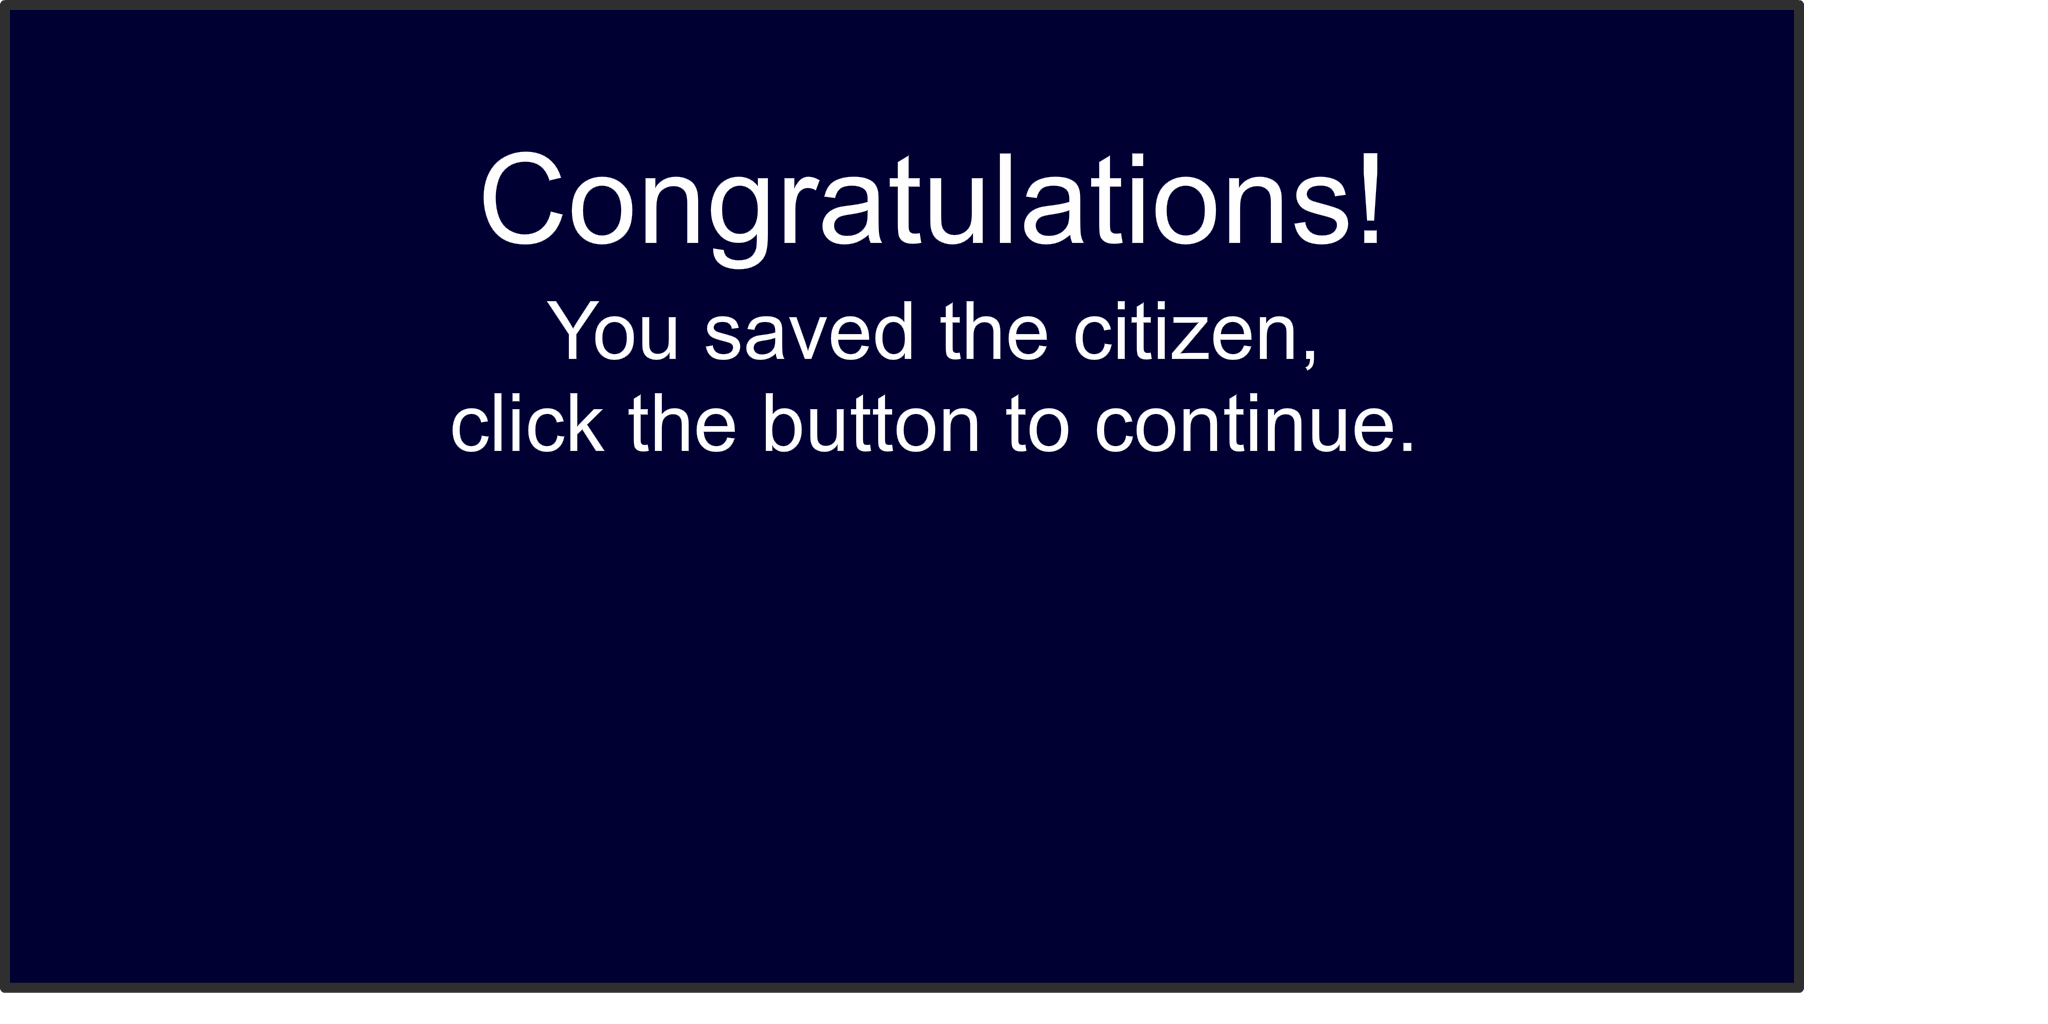 Congratulations!
You saved the citizen,
click the button to continue.